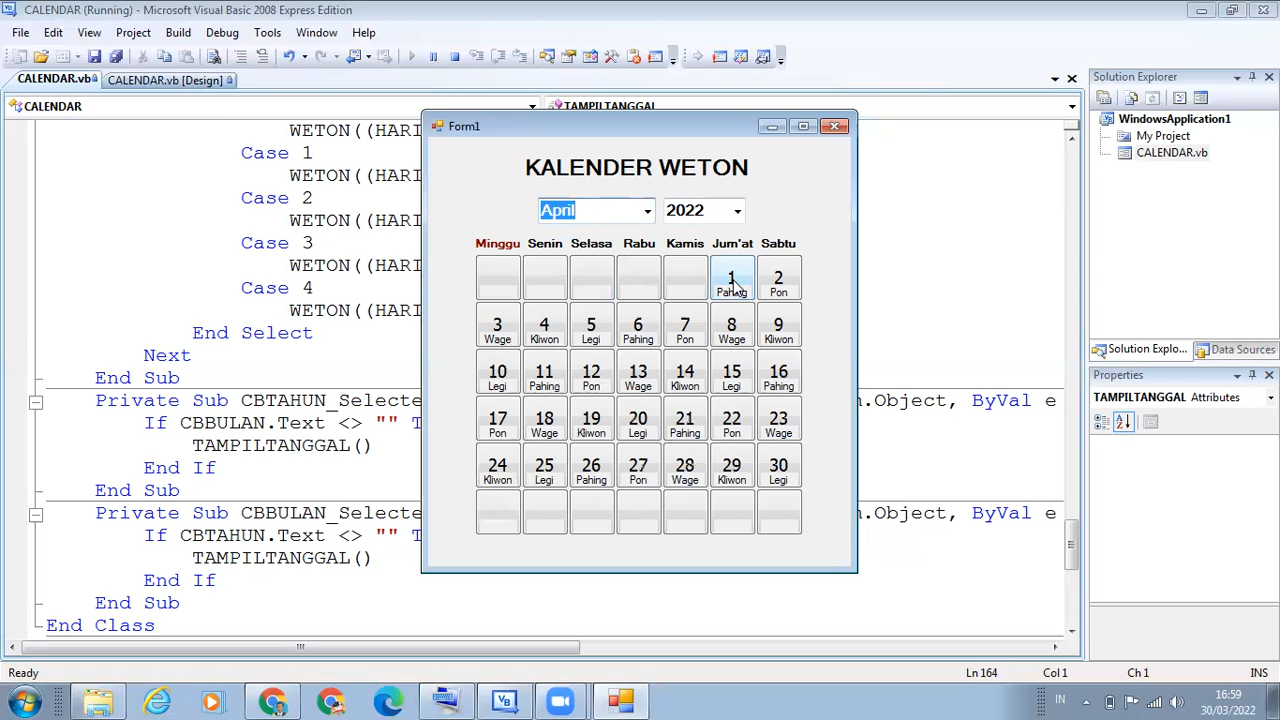 CALENDAR (Running) - Microsoft Visual Basic 2008 Express Edition
File Edit View Project Build Debug Tools Window Help
CALENDAR.vb CALENDAR.vb [Design]
CALENDAR TAMPILTANGGAL
WETON((HARI
Case 1
WETON((HARI
Case 2
WETON((HARI
Case 3
WETON((HARI
Case 4
WETON((HARI
End Select
Next
End Sub
Private Sub CBTAHUN_Selecte m.Object, ByVal e
If CBBULAN.Text <> "" T
TAMPILTANGGAL()
End If
End Sub
Private Sub CBBULAN_Selecte m.Object, ByVal e
If CBTAHUN.Text <> "" T
TAMPILTANGGAL()
End If
End Sub
End Class
Form1
KALENDER WETON
April 2022
Minggu Senin Selasa Rabu Kamis Jum'at Sabtu
1 2
Pahing Pon
3 4 5 6 7 8 9
Wage Kliwon Legi Pahing Pon Wage Kliwon
10 11 12 13 14 15 16
Legi Pahing Pon Wage Kliwon Legi Pahing
17 18 19 20 21 22 23
Pon Wage Kliwon Legi Pahing Pon Wage
24 25 26 27 28 29 30
Kliwon Legi Pahing Pon Wage Kliwon Legi
Solution Explorer
WindowsApplication1
My Project
CALENDAR.vb
Solution Explo... Data Sources
Properties
TAMPILTANGGAL Attributes
Ready Ln 164 Col 1 Ch 1 INS
IN 16:59
30/03/2022